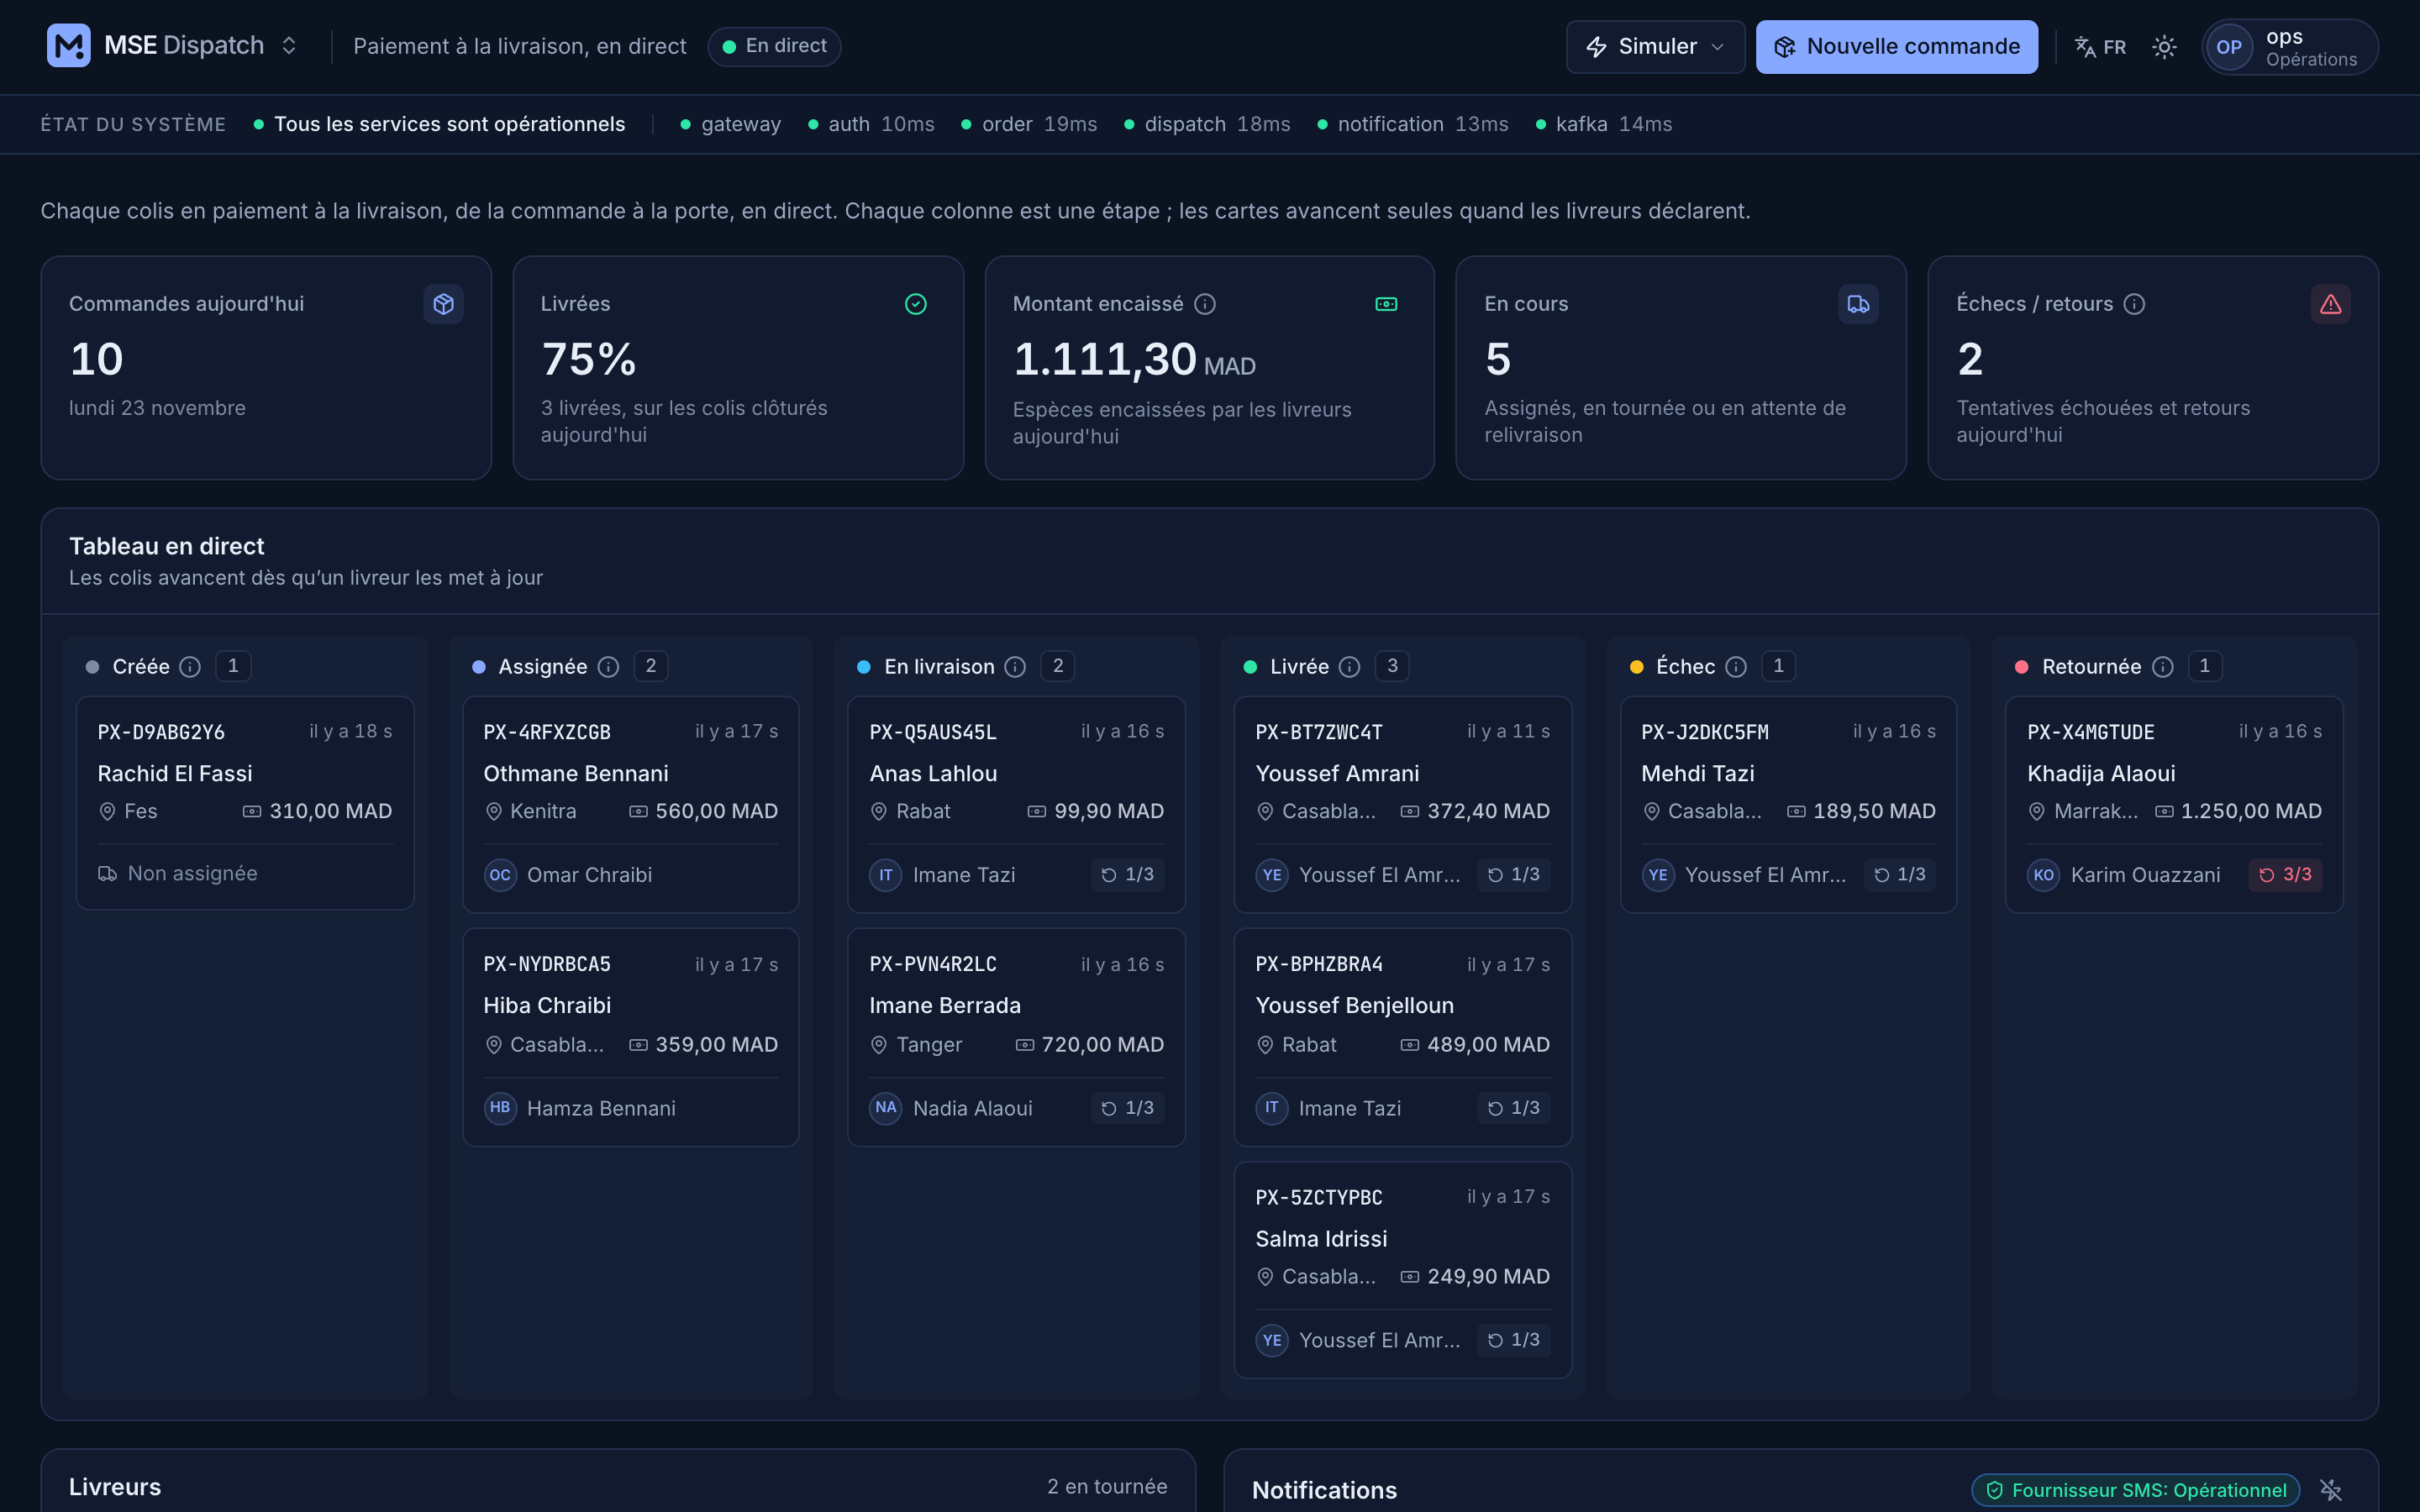 MSE Dispatch
Paiement à la livraison, en direct
En direct
Simuler
Nouvelle commande
FR
OP
ops
Opérations
ÉTAT DU SYSTÈME
Tous les services sont opérationnels
gateway
auth 10ms
order 19ms
dispatch 18ms
notification 13ms
kafka 14ms
Chaque colis en paiement à la livraison, de la commande à la porte, en direct. Chaque colonne est une étape ; les cartes avancent seules quand les livreurs déclarent.
Commandes aujourd'hui
10
lundi 23 novembre
Livrées
75%
3 livrées, sur les colis clôturés
aujourd'hui
Montant encaissé
1.111,30 MAD
Espèces encaissées par les livreurs
aujourd'hui
En cours
5
Assignés, en tournée ou en attente de
relivraison
Échecs / retours
2
Tentatives échouées et retours
aujourd'hui
Tableau en direct
Les colis avancent dès qu’un livreur les met à jour
Créée 1
PX-D9ABG2Y6 il y a 18 s
Rachid El Fassi
Fes 310,00 MAD
Non assignée
Assignée 2
PX-4RFXZCGB il y a 17 s
Othmane Bennani
Kenitra 560,00 MAD
OC Omar Chraibi
PX-NYDRBCA5 il y a 17 s
Hiba Chraibi
Casabla... 359,00 MAD
HB Hamza Bennani
En livraison 2
PX-Q5AUS45L il y a 16 s
Anas Lahlou
Rabat 99,90 MAD
IT Imane Tazi 1/3
PX-PVN4R2LC il y a 16 s
Imane Berrada
Tanger 720,00 MAD
NA Nadia Alaoui 1/3
Livrée 3
PX-BT7ZWC4T il y a 11 s
Youssef Amrani
Casabla... 372,40 MAD
YE Youssef El Amr... 1/3
PX-BPHZBRA4 il y a 17 s
Youssef Benjelloun
Rabat 489,00 MAD
IT Imane Tazi 1/3
PX-5ZCTYPBC il y a 17 s
Salma Idrissi
Casabla... 249,90 MAD
YE Youssef El Amr... 1/3
Échec 1
PX-J2DKC5FM il y a 16 s
Mehdi Tazi
Casabla... 189,50 MAD
YE Youssef El Amr... 1/3
Retournée 1
PX-X4MGTUDE il y a 16 s
Khadija Alaoui
Marrak... 1.250,00 MAD
KO Karim Ouazzani 3/3
Livreurs
2 en tournée
Notifications
Fournisseur SMS: Opérationnel